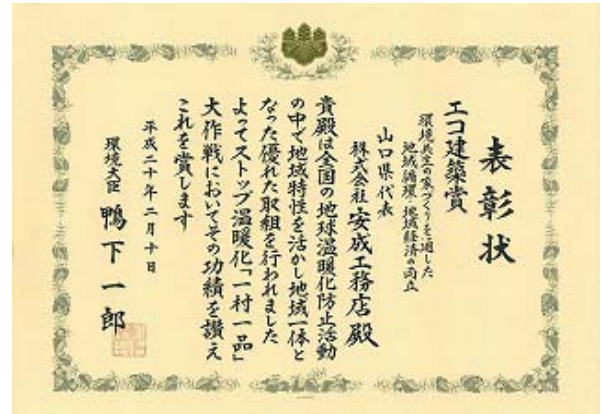 表彰状
エコ建築賞
環境共生の家づくりを通した
地域循環・地域経済の両立
山口県代表
株式会社 安成工務店殿
貴殿は全国の地球温暖化防止活動
の中で地域特性を活かし地域一体と
なった優れた取組を行われました
よってストップ温暖化「一村一品」
大作戦においてその功績を讃え
これを賞します
平成二十年二月十日
環境大臣 鴨下一郎